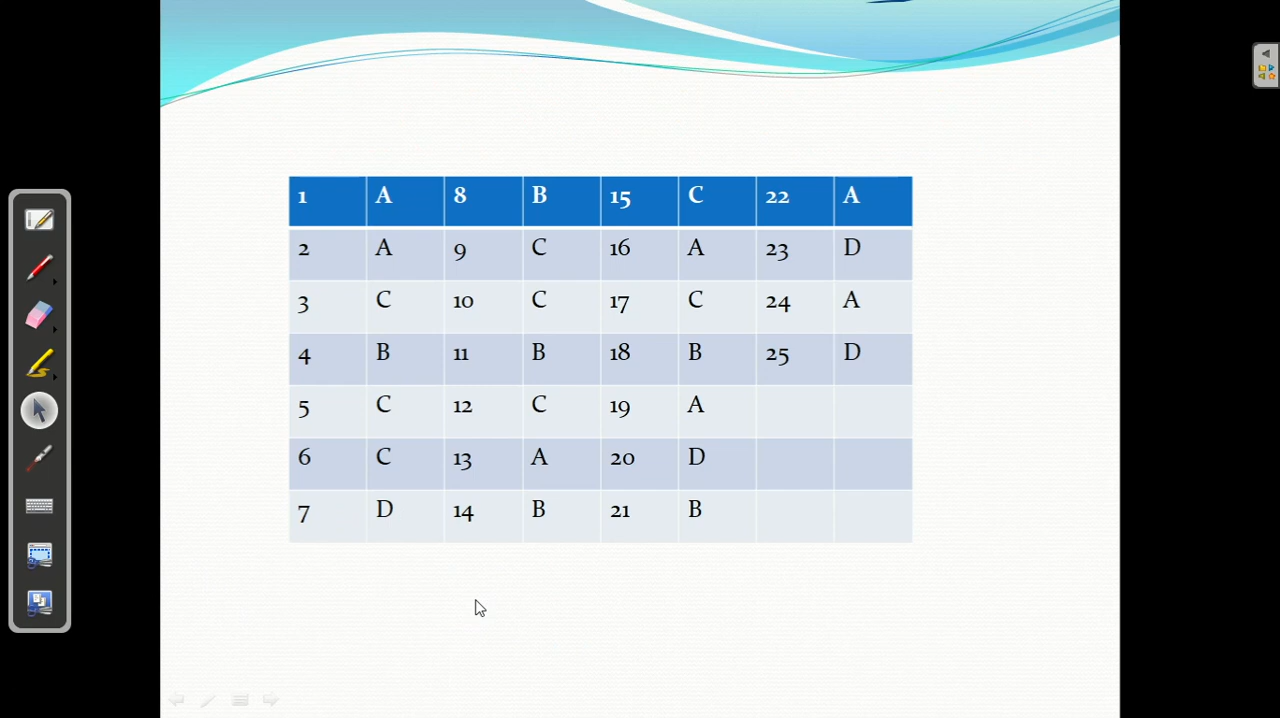 1 A 8 B 15 C 22 A
2 A 9 C 16 A 23 D
3 C 10 C 17 C 24 A
4 B 11 B 18 B 25 D
5 C 12 C 19 A
6 C 13 A 20 D
7 D 14 B 21 B